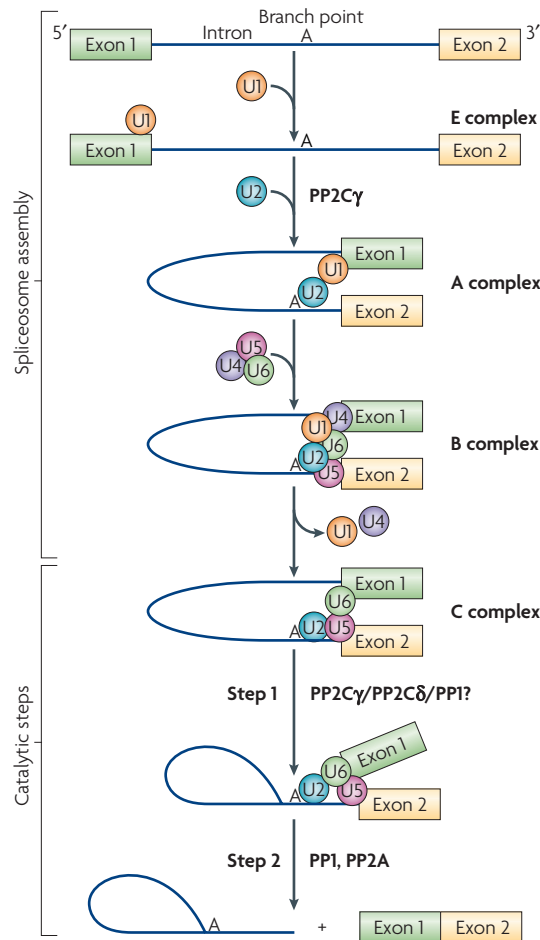 Branch point
5′ Exon 1 Intron A Exon 2 3′
U1
E complex
U1
Exon 1 A Exon 2
U2 PP2Cγ
Exon 1
U1
A complex
U2
A Exon 2
U5
U4 U6
U4 Exon 1
U1
U6
B complex
U2
A Exon 2
U5
U1 U4
Spliceosome assembly
Exon 1
U6
C complex
A U2 U5 Exon 2
Step 1 PP2Cγ/PP2Cδ/PP1?
Exon 1
U6
A U2 U5 Exon 2
Step 2 PP1, PP2A
Catalytic steps
A + Exon 1 Exon 2